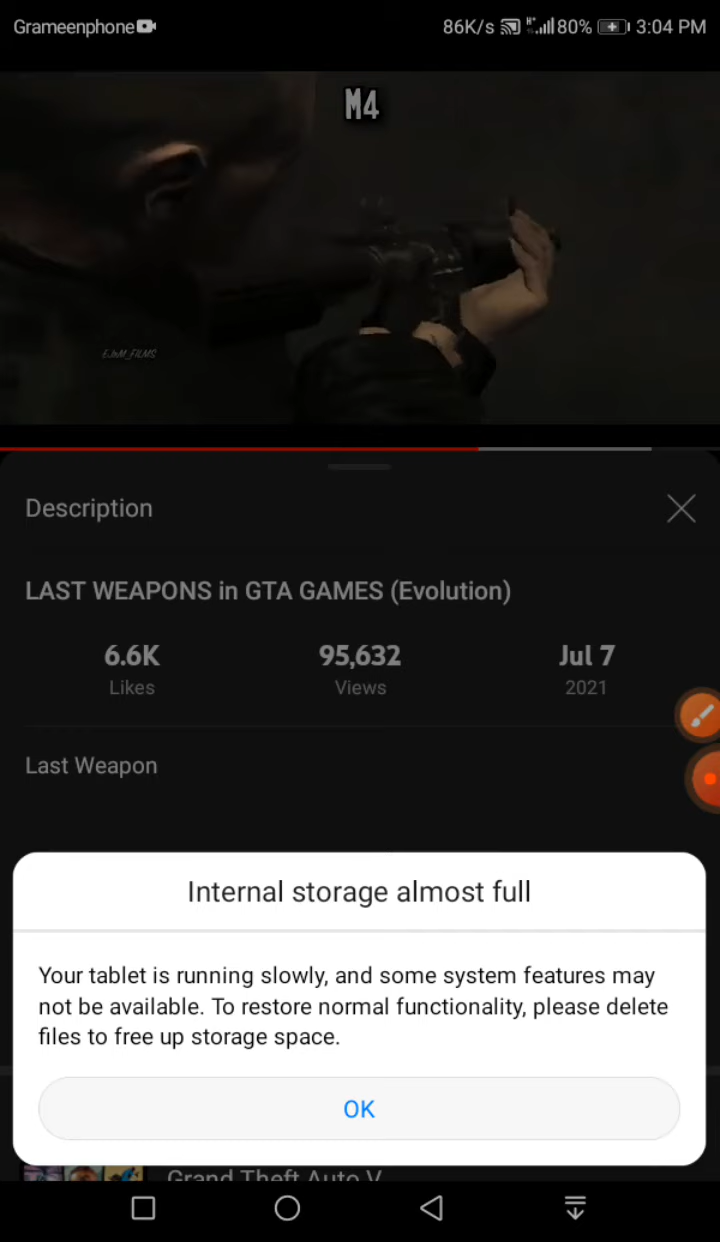 Grameenphone
86K/s H+ 80% 3:04 PM
M4
EJnM_FILMS
Description
LAST WEAPONS in GTA GAMES (Evolution)
6.6K 95,632 Jul 7
Likes Views 2021
Last Weapon
Internal storage almost full
Your tablet is running slowly, and some system features may
not be available. To restore normal functionality, please delete
files to free up storage space.
OK
Grand Theft Auto V